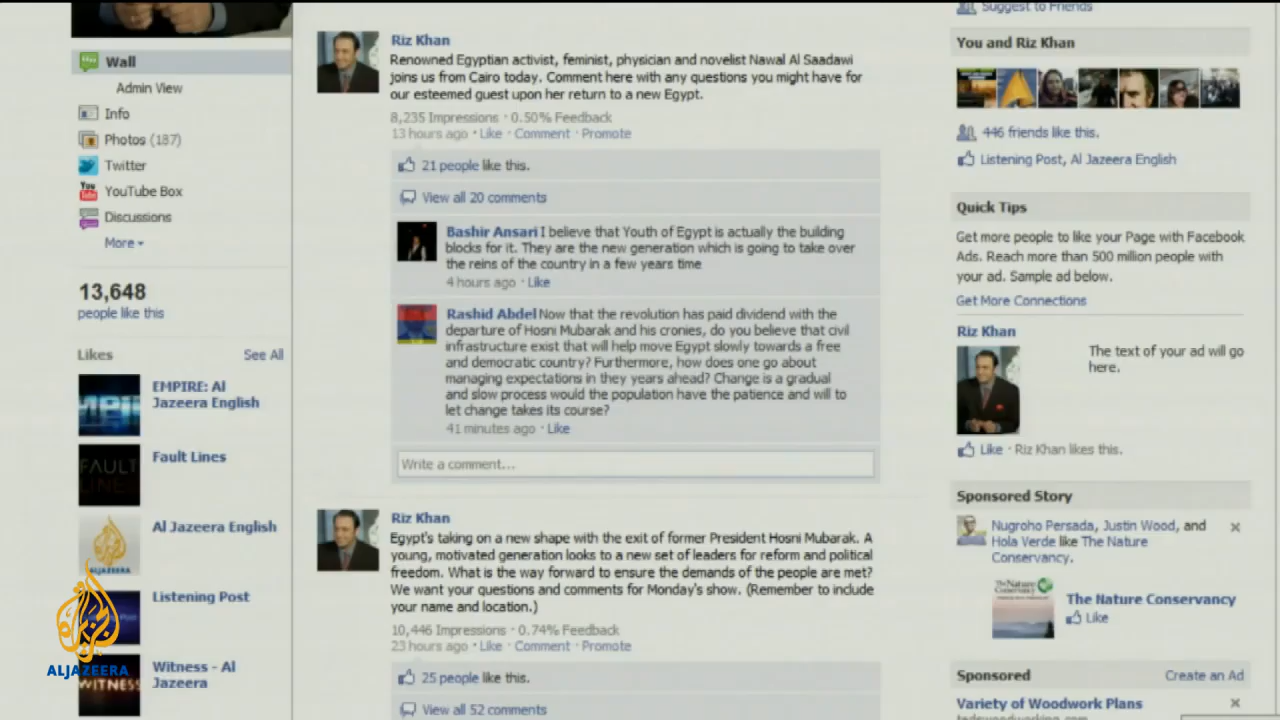 Wall
Admin View
Info
Photos (187)
Twitter
YouTube Box
Discussions
More
13,648
people like this
Likes
See All
EMPIRE: Al
Jazeera English
Fault Lines
FAULT
LINES
Al Jazeera English
ALJAZEERA
Listening Post
Witness - Al
Jazeera
WITNESS
ALJAZEERA
Riz Khan
Renowned Egyptian activist, feminist, physician and novelist Nawal Al Saadawi
joins us from Cairo today. Comment here with any questions you might have for
our esteemed guest upon her return to a new Egypt.
8,235 Impressions · 0.50% Feedback
13 hours ago · Like · Comment · Promote
21 people like this.
View all 20 comments
Bashir Ansari I believe that Youth of Egypt is actually the building
blocks for it. They are the new generation which is going to take over
the reins of the country in a few years time
4 hours ago · Like
Rashid Abdel Now that the revolution has paid dividend with the
departure of Hosni Mubarak and his cronies, do you believe that civil
infrastructure exist that will help move Egypt slowly towards a free
and democratic country? Furthermore, how does one go about
managing expectations in they years ahead? Change is a gradual
and slow process would the population have the patience and will to
let change takes its course?
41 minutes ago · Like
Write a comment...
Riz Khan
Egypt's taking on a new shape with the exit of former President Hosni Mubarak. A
young, motivated generation looks to a new set of leaders for reform and political
freedom. What is the way forward to ensure the demands of the people are met?
We want your questions and comments for Monday's show. (Remember to include
your name and location.)
10,446 Impressions · 0.74% Feedback
23 hours ago · Like · Comment · Promote
25 people like this.
View all 52 comments
Suggest to Friends
You and Riz Khan
446 friends like this.
Listening Post, Al Jazeera English
Quick Tips
Get more people to like your Page with Facebook
Ads. Reach more than 500 million people with
your ad. Sample ad below.
Get More Connections
Riz Khan
The text of your ad will go
here.
Like · Riz Khan likes this.
Sponsored Story
Nugroho Persada, Justin Wood, and
Hola Verde like The Nature
Conservancy.
The Nature
Conservancy
The Nature Conservancy
Like
Sponsored
Create an Ad
Variety of Woodwork Plans